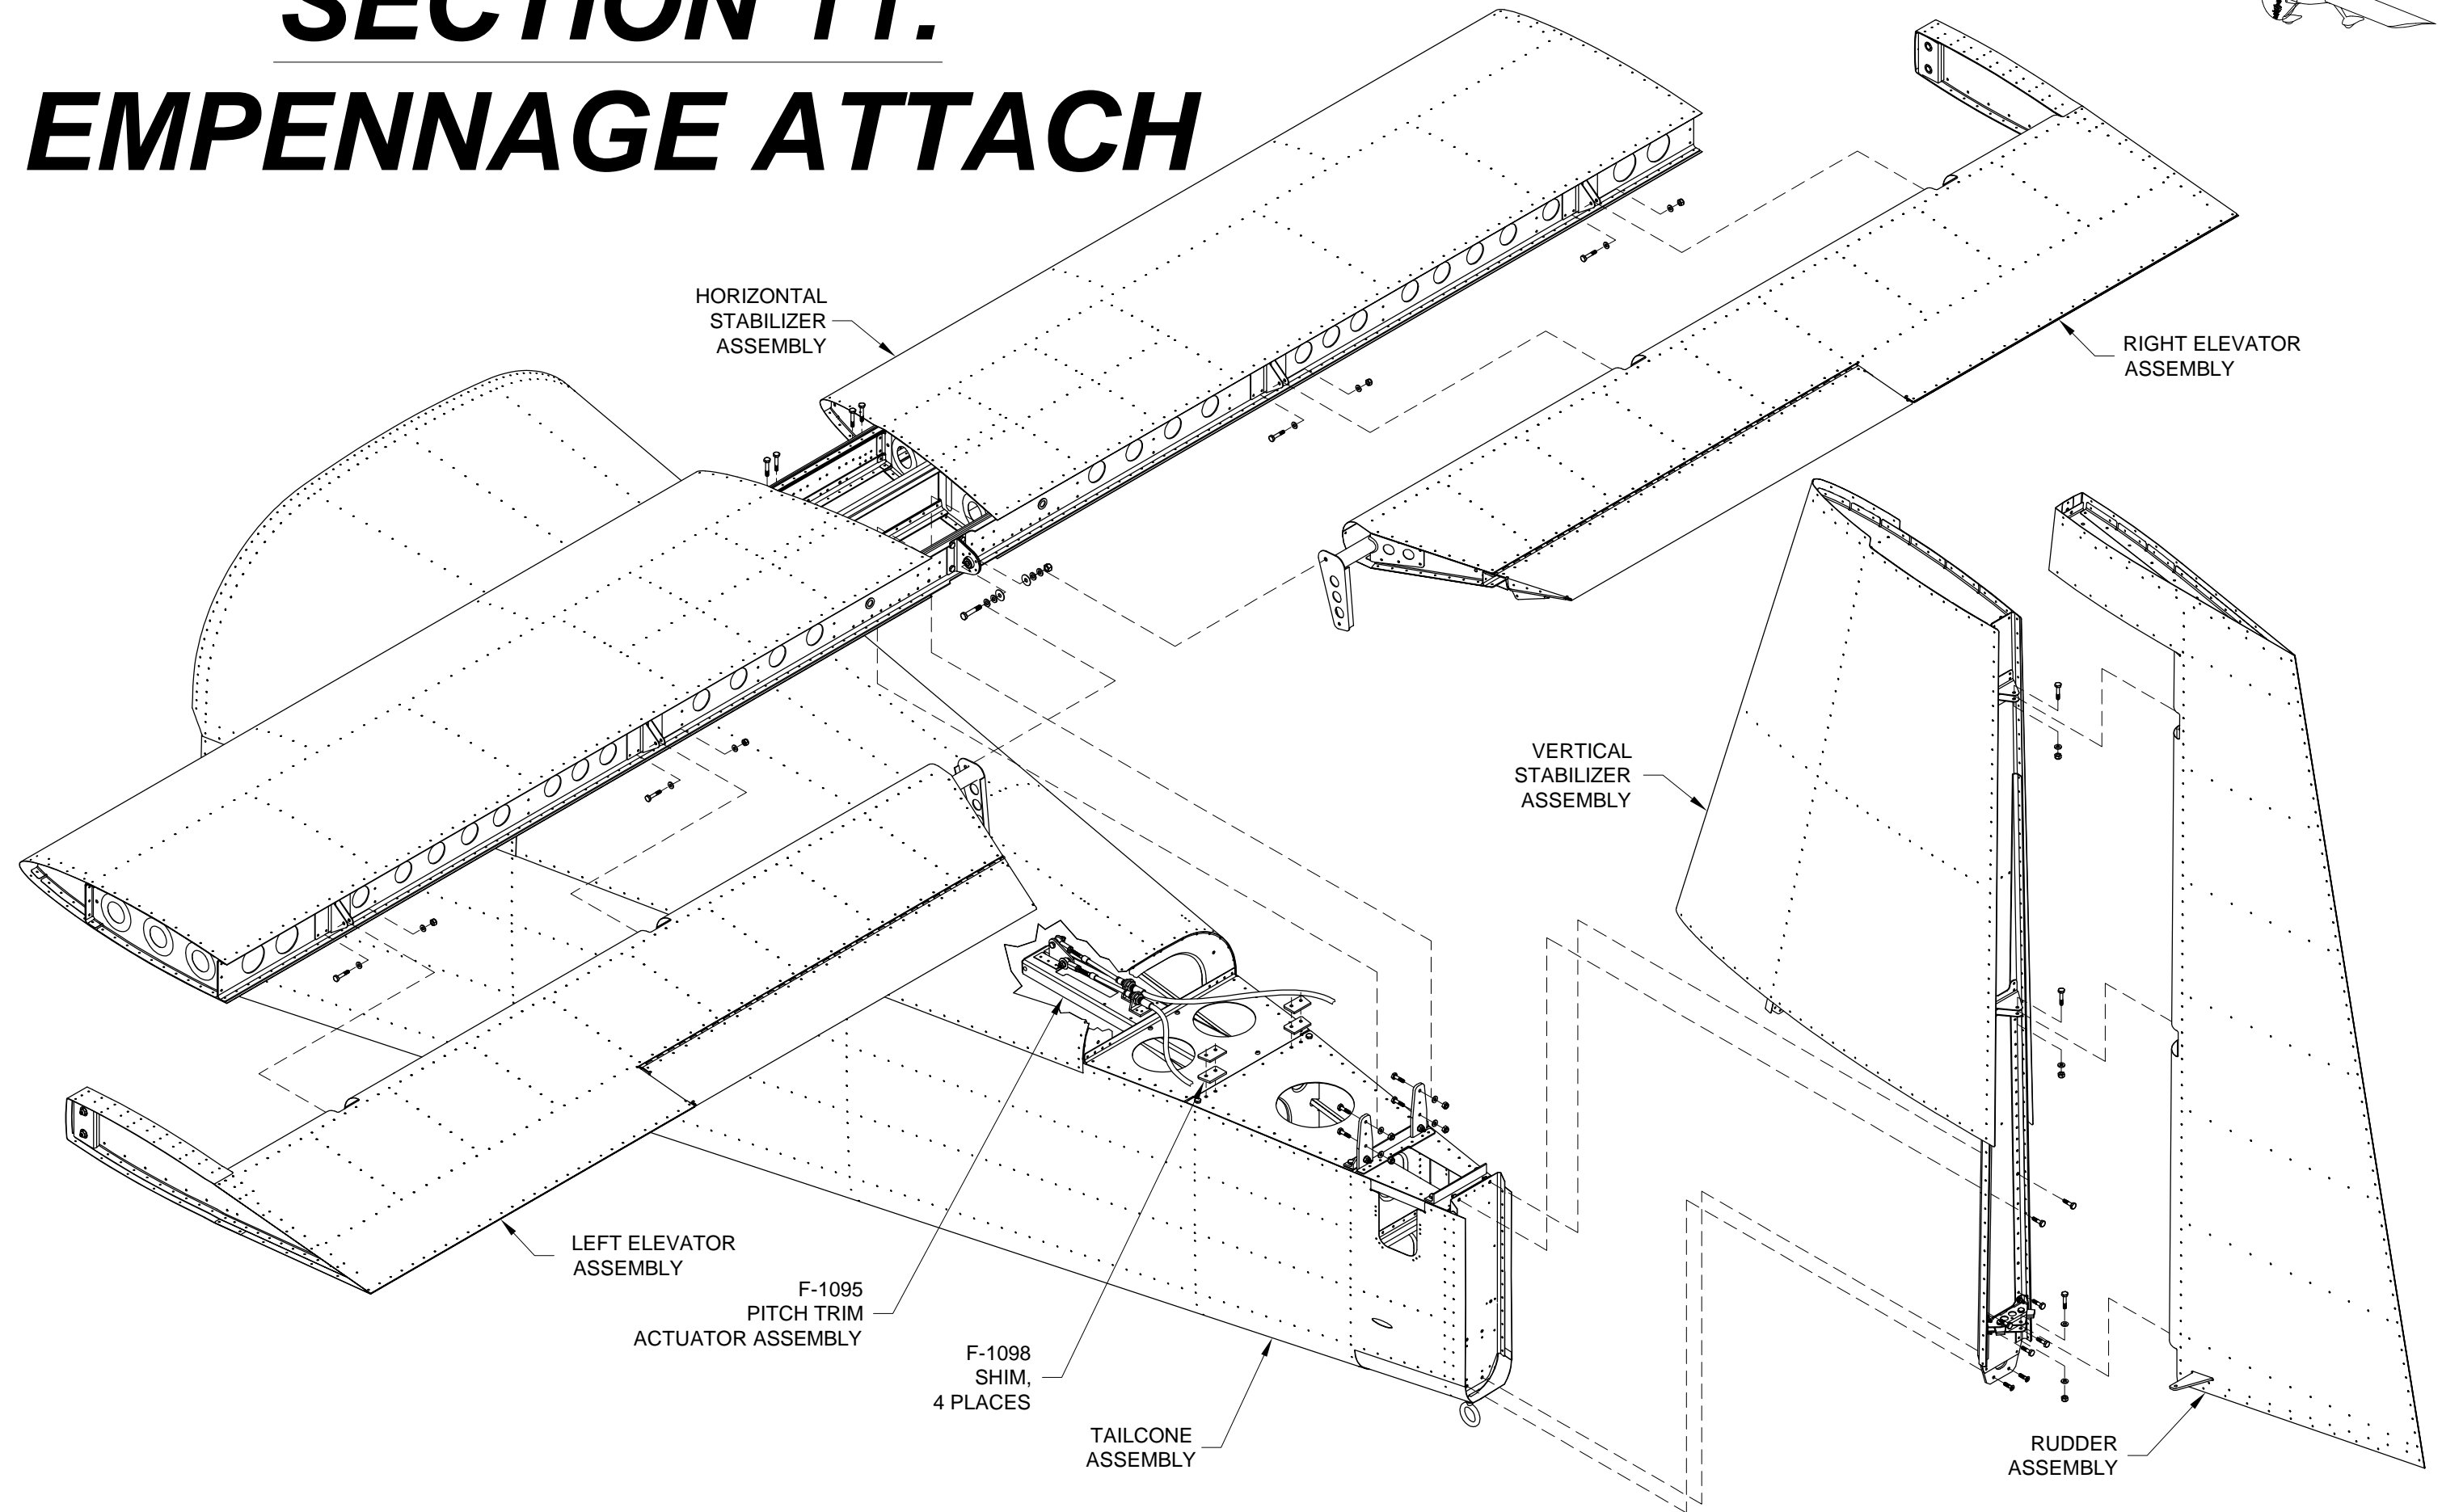 SECTION 11:
EMPENNAGE ATTACH
HORIZONTAL
STABILIZER
ASSEMBLY
RIGHT ELEVATOR
ASSEMBLY
VERTICAL
STABILIZER
ASSEMBLY
LEFT ELEVATOR
ASSEMBLY
F-1095
PITCH TRIM
ACTUATOR ASSEMBLY
F-1098
SHIM,
4 PLACES
TAILCONE
ASSEMBLY
RUDDER
ASSEMBLY